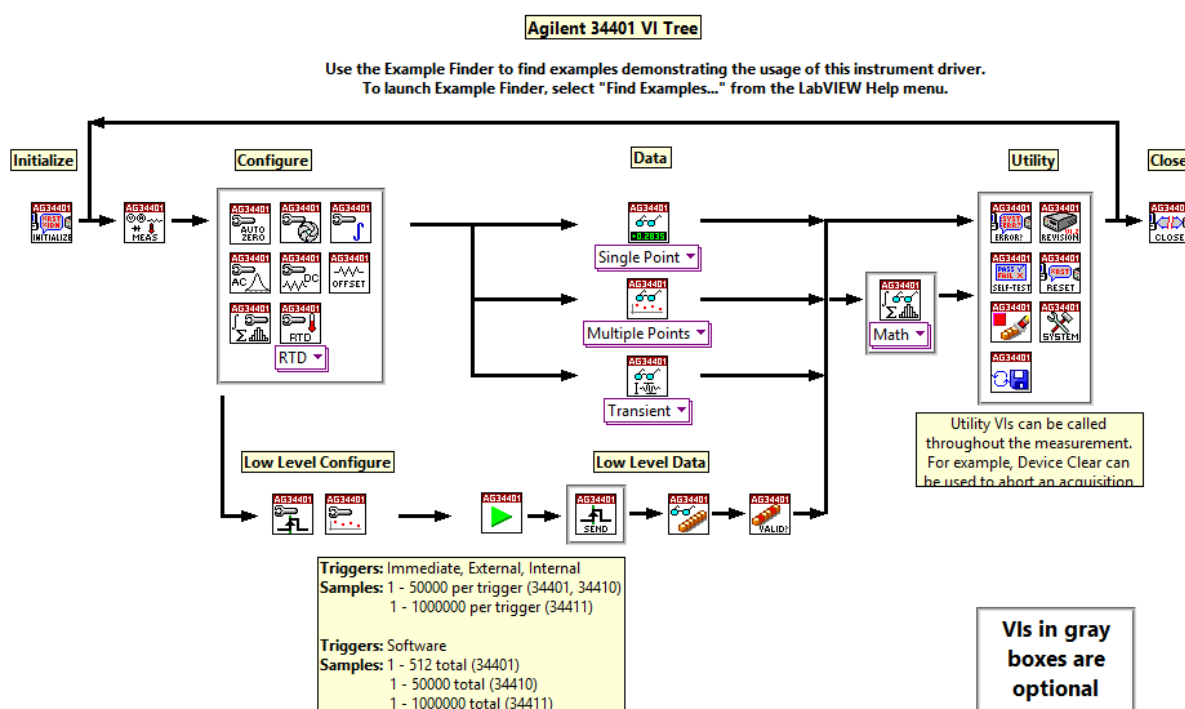 Agilent 34401 VI Tree
Use the Example Finder to find examples demonstrating the usage of this instrument driver.
To launch Example Finder, select "Find Examples..." from the LabVIEW Help menu.
Initialize
Configure
Data
Utility
Close
AG34401
INITIALIZE
AG34401
MEAS
AG34401
AUTO
ZERO
AG34401
AG34401
AG34401
AC
AG34401
DC
AG34401
OFFSET
AG34401
AG34401
RTD
RTD
AG34401
+0.2835
Single Point
AG34401
Multiple Points
AG34401
Transient
AG34401
Math
AG34401
SYST
ERR?
ERROR?
AG34401
REVISION
AG34401
PASS
FAIL
SELF-TEST
AG34401
*RST
RESET
AG34401
AG34401
SYSTEM
AG34401
AG3440
CLOSE
Utility VIs can be called
throughout the measurement.
For example, Device Clear can
be used to abort an acquisition
Low Level Configure
Low Level Data
AG34401
AG34401
AG34401
AG34401
SEND
AG34401
AG34401
VALID?
Triggers: Immediate, External, Internal
Samples: 1 - 50000 per trigger (34401, 34410)
1 - 1000000 per trigger (34411)
Triggers: Software
Samples: 1 - 512 total (34401)
1 - 50000 total (34410)
1 - 1000000 total (34411)
VIs in gray
boxes are
optional